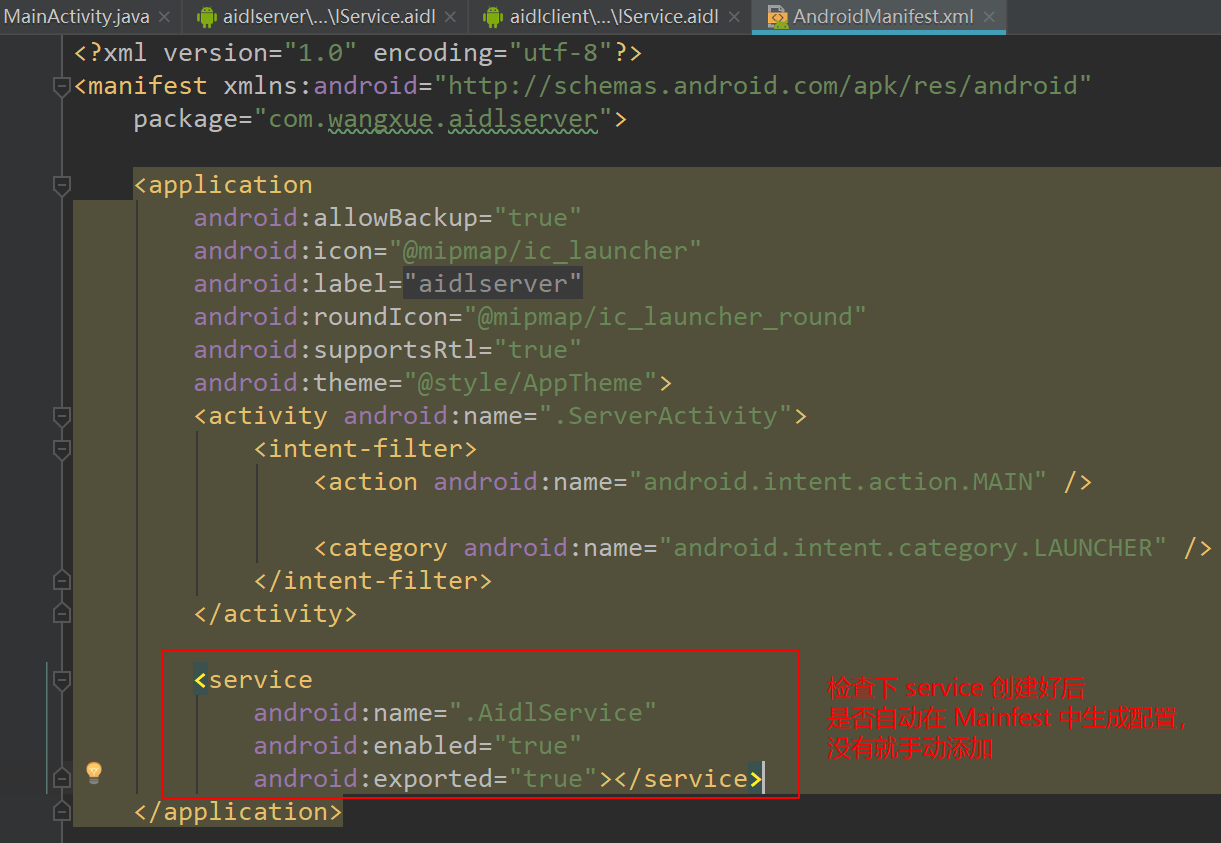 MainActivity.java × aidlserver\...\IService.aidl × aidlclient\...\IService.aidl × AndroidManifest.xml ×
<?xml version="1.0" encoding="utf-8"?>
<manifest xmlns:android="http://schemas.android.com/apk/res/android"
    package="com.wangxue.aidlserver">
    <application
        android:allowBackup="true"
        android:icon="@mipmap/ic_launcher"
        android:label="aidlserver"
        android:roundIcon="@mipmap/ic_launcher_round"
        android:supportsRtl="true"
        android:theme="@style/AppTheme">
        <activity android:name=".ServerActivity">
            <intent-filter>
                <action android:name="android.intent.action.MAIN" />
                <category android:name="android.intent.category.LAUNCHER" />
            </intent-filter>
        </activity>
        <service
            android:name=".AidlService"
            android:enabled="true"
            android:exported="true"></service>
    </application>
检查下 service 创建好后
是否自动在 Mainfest 中生成配置,
没有就手动添加